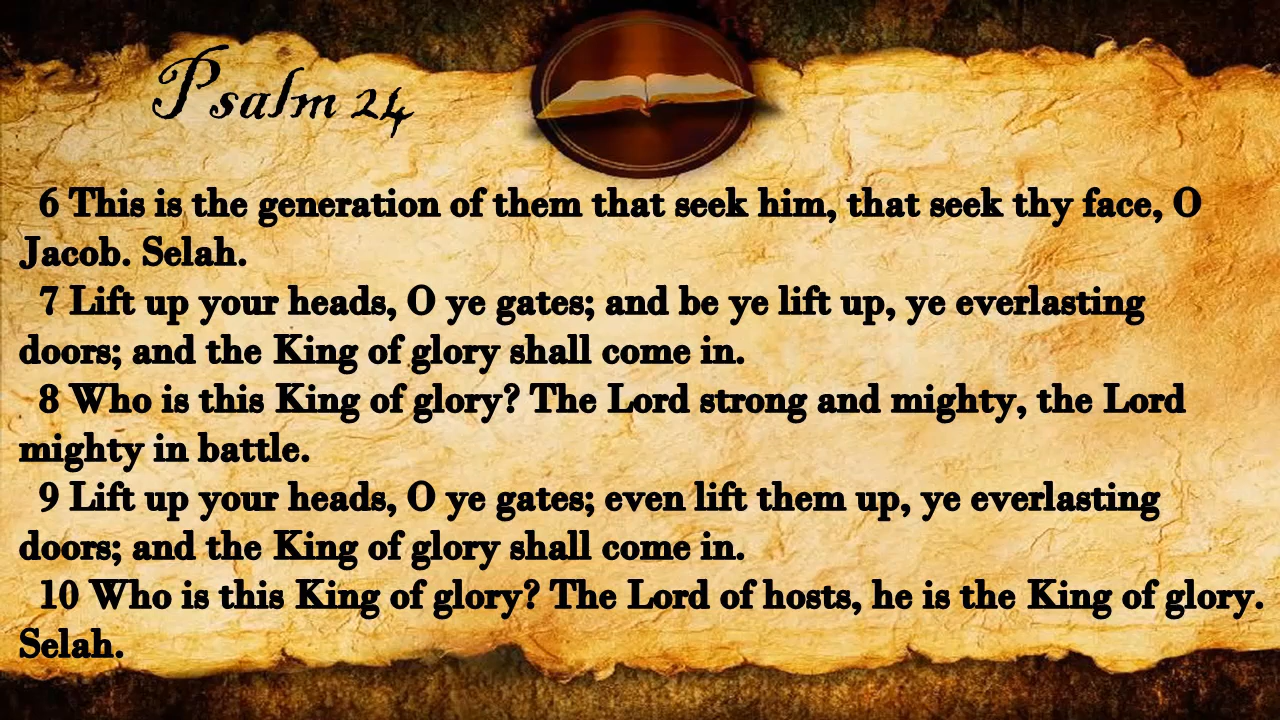 Psalm 24
6 This is the generation of them that seek him, that seek thy face, O
Jacob. Selah.
7 Lift up your heads, O ye gates; and be ye lift up, ye everlasting
doors; and the King of glory shall come in.
8 Who is this King of glory? The Lord strong and mighty, the Lord
mighty in battle.
9 Lift up your heads, O ye gates; even lift them up, ye everlasting
doors; and the King of glory shall come in.
10 Who is this King of glory? The Lord of hosts, he is the King of glory.
Selah.